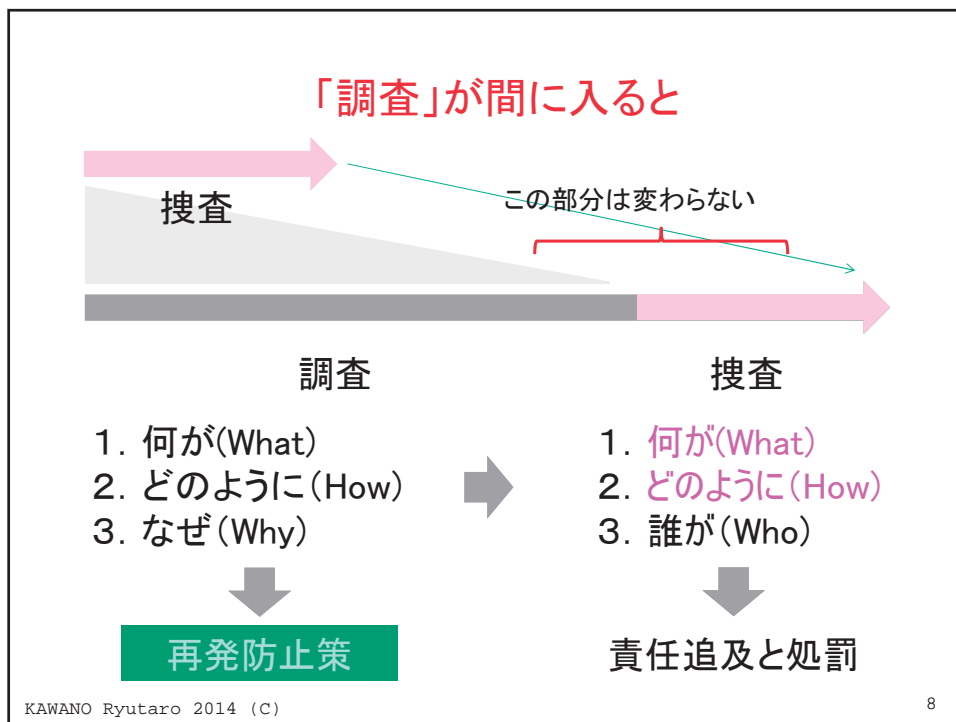 「調査」が間に入ると
捜査
この部分は変わらない
調査
1. 何が(What)
2. どのように(How)
3. なぜ(Why)
再発防止策
捜査
1. 何が(What)
2. どのように(How)
3. 誰が(Who)
責任追及と処罰
KAWANO Ryutaro 2014 (C)
8